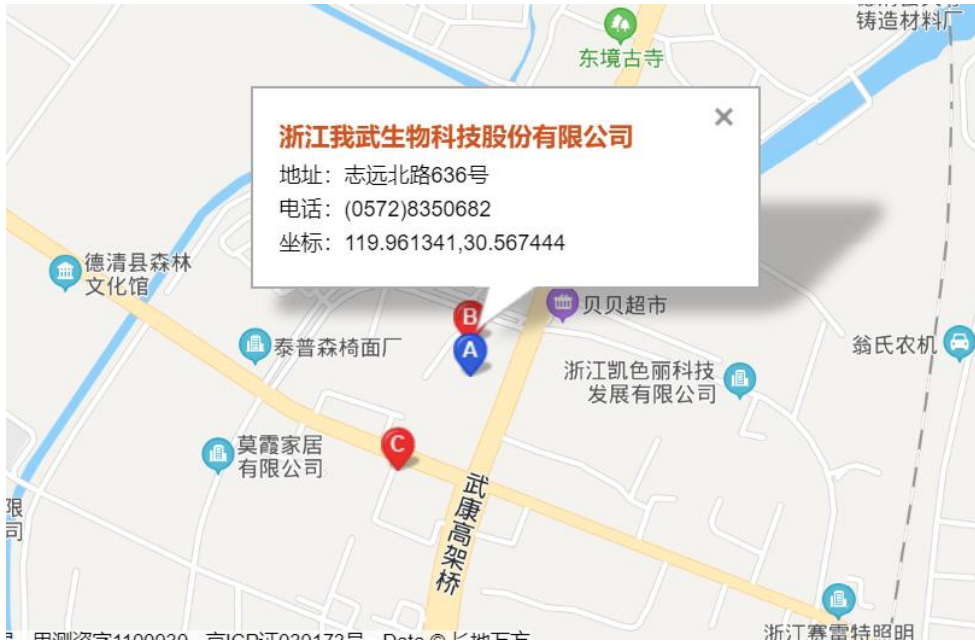 铸造材料厂
东境古寺
浙江我武生物科技股份有限公司
地址：志远北路636号
电话：(0572)8350682
坐标：119.961341,30.567444
德清县森林
文化馆
B
贝贝超市
A
泰普森椅面厂
翁氏农机
浙江凯色丽科技
发展有限公司
C
莫霞家居
有限公司
武康高架桥
限
司
浙江赛雷特照明